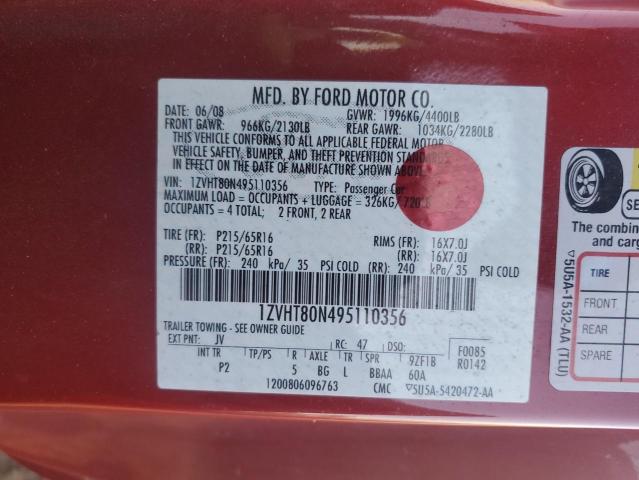 MFD. BY FORD MOTOR CO.
DATE: 06/08 GVWR: 1996KG/4400LB
FRONT GAWR: 966KG/2130LB REAR GAWR: 1034KG/2280LB
THIS VEHICLE CONFORMS TO ALL APPLICABLE FEDERAL MOTOR
VEHICLE SAFETY, BUMPER, AND THEFT PREVENTION STANDARDS
IN EFFECT ON THE DATE OF MANUFACTURE SHOWN ABOVE.
VIN: 1ZVHT80N495110356 TYPE: Passenger Car
MAXIMUM LOAD = OCCUPANTS + LUGGAGE = 326KG/720LB
OCCUPANTS = 4 TOTAL; 2 FRONT, 2 REAR
TIRE (FR): P215/65R16 RIMS (FR): 16X7.0J
(RR): P215/65R16 (RR): 16X7.0J
PRESSURE (FR): 240 kPa/ 35 PSI COLD (RR): 240 kPa/ 35 PSI COLD
1ZVHT80N495110356
TRAILER TOWING - SEE OWNER GUIDE
EXT PNT: JV RC: 47 DSO: F0085
INT TR TP/PS R AXLE TR SPR 9ZF1B R0142
P2 5 BG L BBAA 60A
1200806096763 CMC ▽5U5A-5420472-AA
SE
The combin
and carg
TIRE
FRONT
REAR
SPARE
▽5U5A-1532-AA (TLU)